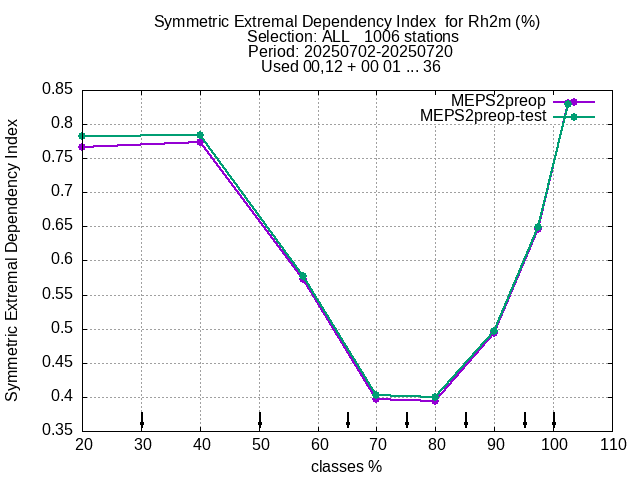 Symmetric Extremal Dependency Index  for Rh2m (%)
Selection: ALL   1006 stations
Period: 20250702-20250720
Used 00,12 + 00 01 ... 36
MEPS2preop
MEPS2preop-test
Symmetric Extremal Dependency Index
0.85
0.8
0.75
0.7
0.65
0.6
0.55
0.5
0.45
0.4
0.35
20 30 40 50 60 70 80 90 100 110
classes %